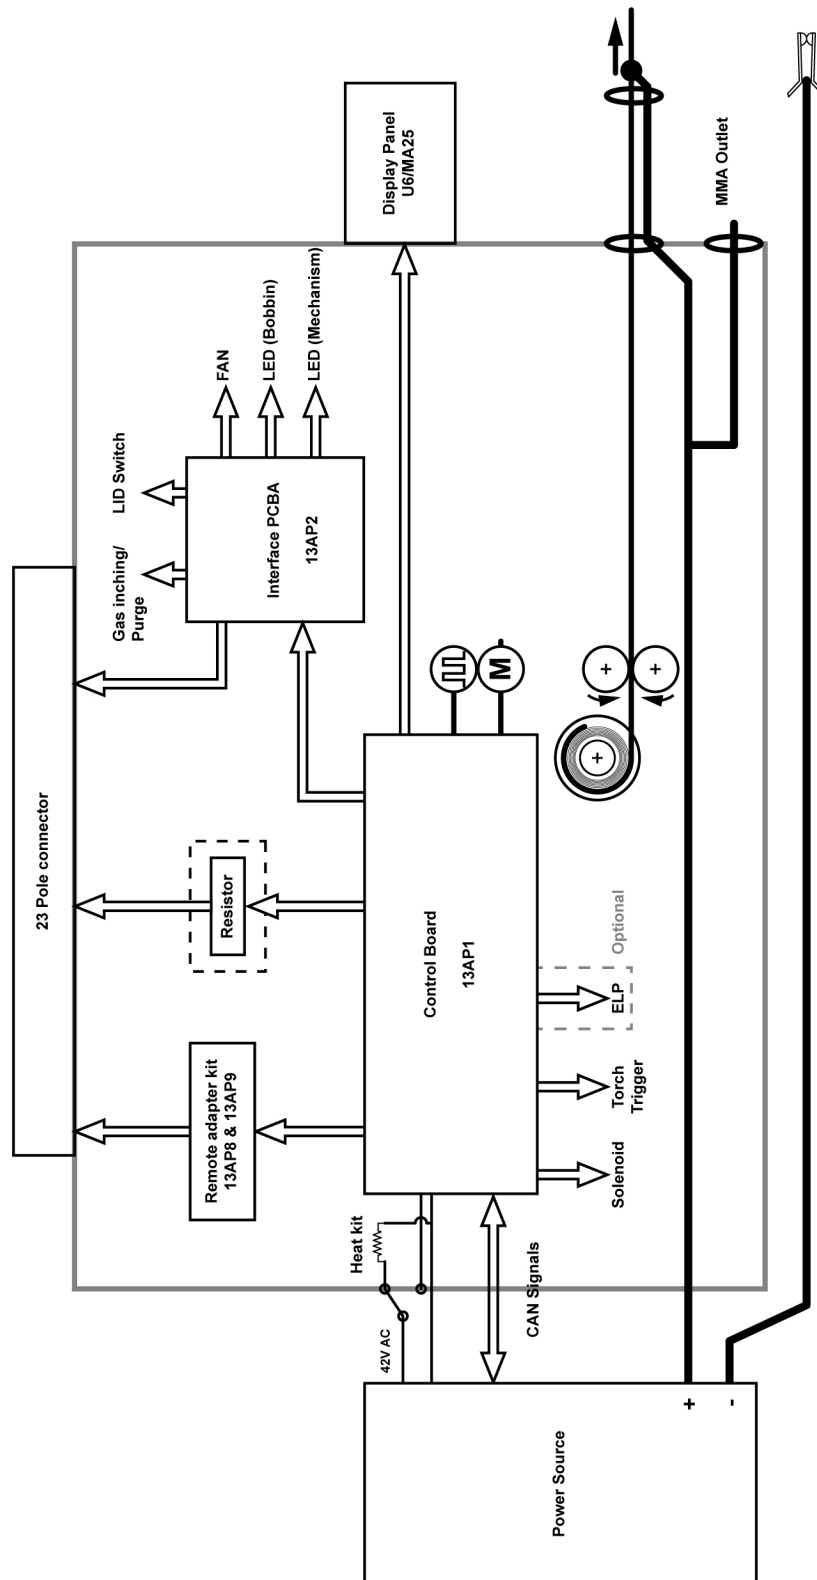 23 Pole connector
Remote adapter kit
13AP8 & 13AP9
Resistor
Gas inching/
Purge
LID Switch
Interface PCBA
13AP2
FAN
LED (Bobbin)
LED (Mechanism)
Display Panel
U6/MA25
Heat kit
42V AC
CAN Signals
Control Board
13AP1
M
Solenoid
Torch
Trigger
ELP
Optional
Power Source
+
-
+
+
+
MMA Outlet